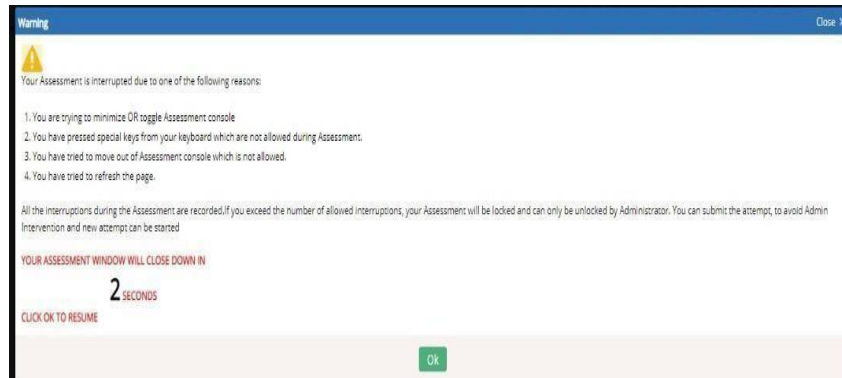 Warning
Close X
Your Assessment is interrupted due to one of the following reasons:
1. You are trying to minimize OR toggle Assessment console
2. You have pressed special keys from your keyboard which are not allowed during Assessment.
3. You have tried to move out of Assessment console which is not allowed.
4. You have tried to refresh the page.
All the interruptions during the Assessment are recorded.If you exceed the number of allowed interruptions, your Assessment will be locked and can only be unlocked by Administrator. You can submit the attempt, to avoid Admin
Intervention and new attempt can be started
YOUR ASSESSMENT WINDOW WILL CLOSE DOWN IN
2 SECONDS
CLICK OK TO RESUME
Ok